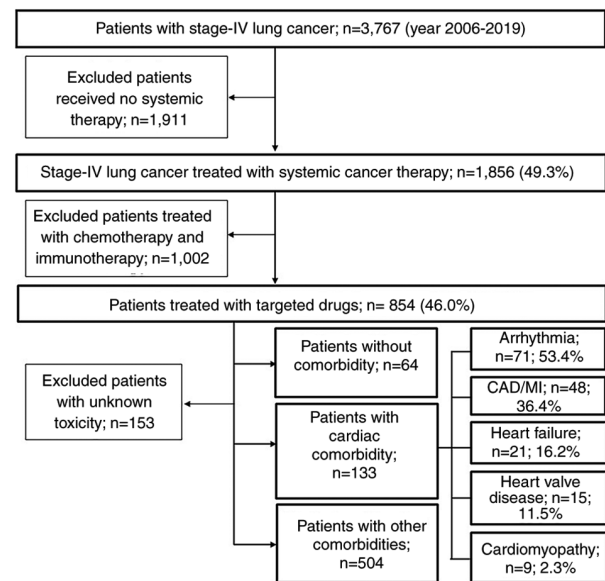 Patients with stage-IV lung cancer; n=3,767 (year 2006-2019)
Excluded patients
received no systemic
therapy; n=1,911
Stage-IV lung cancer treated with systemic cancer therapy; n=1,856 (49.3%)
Excluded patients treated
with chemotherapy and
immunotherapy; n=1,002
Patients treated with targeted drugs; n= 854 (46.0%)
Excluded patients
with unknown
toxicity; n=153
Patients without
comorbidity; n=64
Patients with
cardiac
comorbidity;
n=133
Patients with other
comorbidities;
n=504
Arrhythmia;
n=71; 53.4%
CAD/MI; n=48;
36.4%
Heart failure;
n=21; 16.2%
Heart valve
disease; n=15;
11.5%
Cardiomyopathy;
n=9; 2.3%